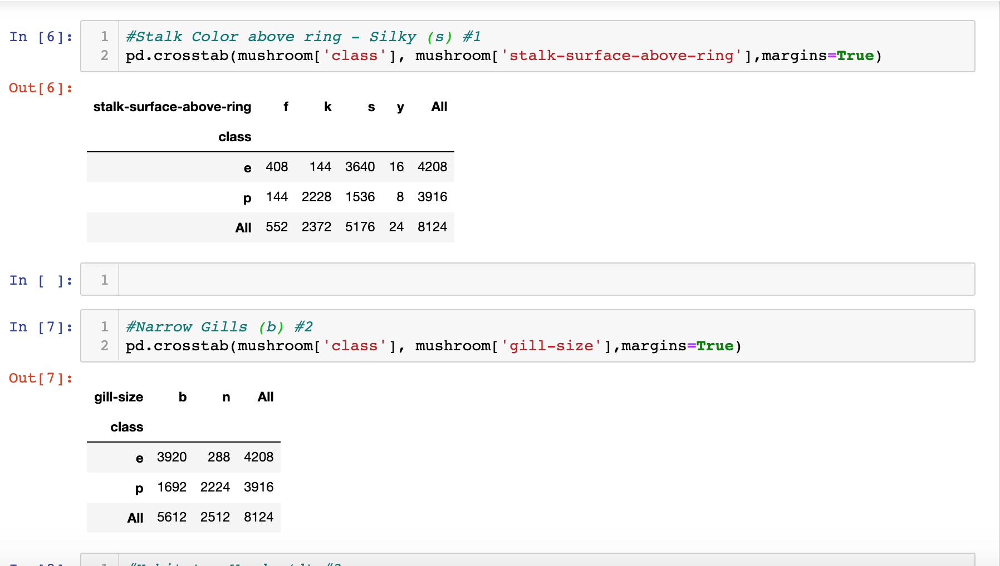 In [6]:
1 #Stalk Color above ring - Silky (s) #1
2 pd.crosstab(mushroom['class'], mushroom['stalk-surface-above-ring'],margins=True)
Out[6]:
stalk-surface-above-ring f k s y All
class
e 408 144 3640 16 4208
p 144 2228 1536 8 3916
All 552 2372 5176 24 8124
In [ ]:
1
In [7]:
1 #Narrow Gills (b) #2
2 pd.crosstab(mushroom['class'], mushroom['gill-size'],margins=True)
Out[7]:
gill-size b n All
class
e 3920 288 4208
p 1692 2224 3916
All 5612 2512 8124